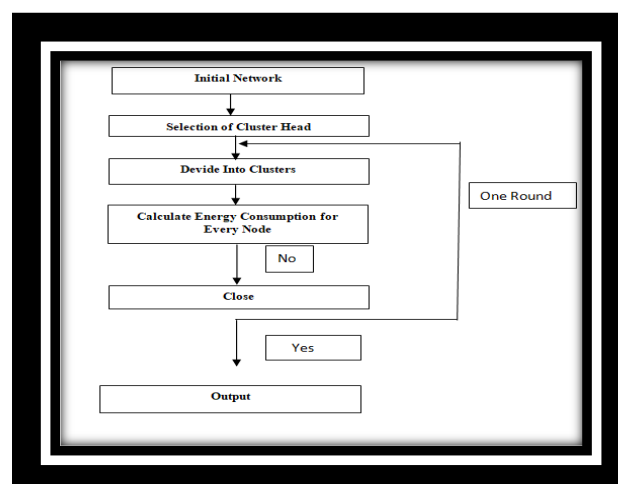 Initial Network
Selection of Cluster Head
Devide Into Clusters
One Round
Calculate Energy Consumption for
Every Node
No
Close
Yes
Output